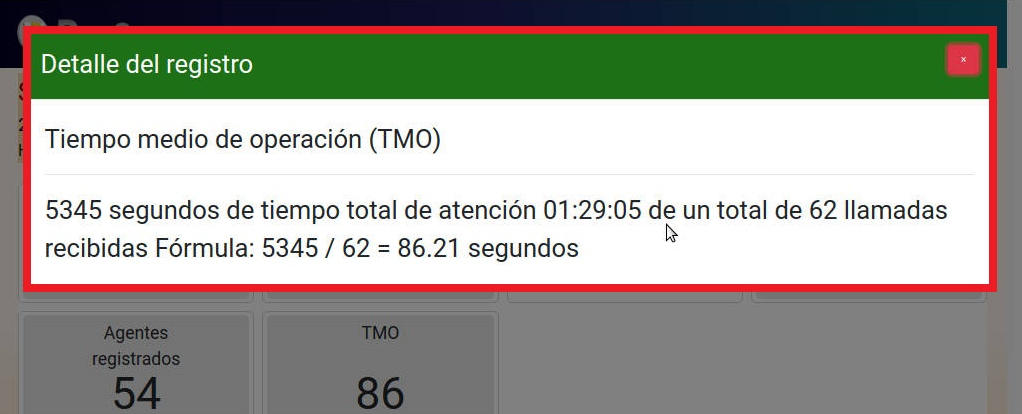 Detalle del registro
×
Tiempo medio de operación (TMO)
5345 segundos de tiempo total de atención 01:29:05 de un total de 62 llamadas
recibidas Fórmula: 5345 / 62 = 86.21 segundos
Agentes
registrados
54
TMO
86